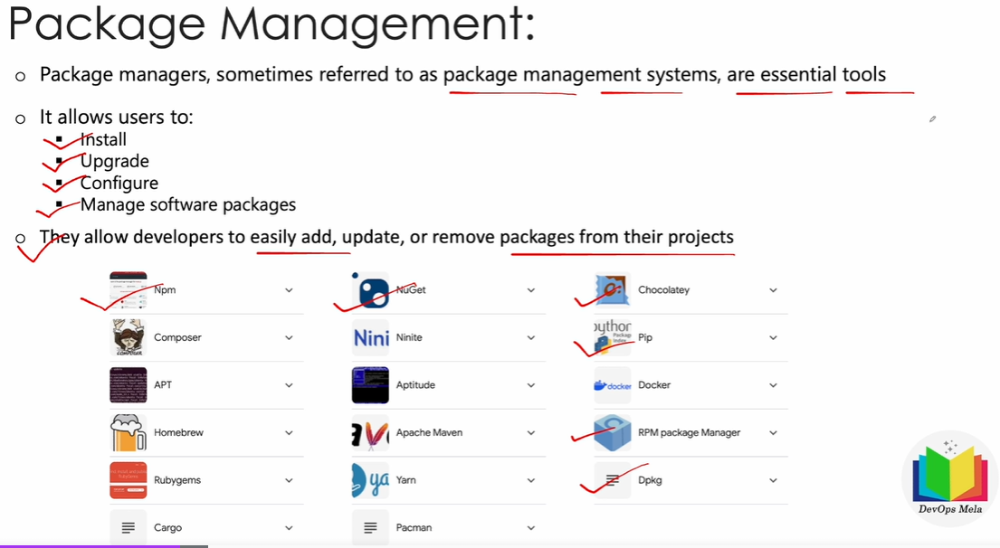 Package Management:
Package managers, sometimes referred to as package management systems, are essential tools
It allows users to:
Install
Upgrade
Configure
Manage software packages
They allow developers to easily add, update, or remove packages from their projects
Npm NuGet Chocolatey
Composer Nini Ninite ython Package Index Pip
APT Aptitude docker Docker
Homebrew Apache Maven RPM package Manager
Rubygems ya Yarn Dpkg
Cargo Pacman
DevOps Mela